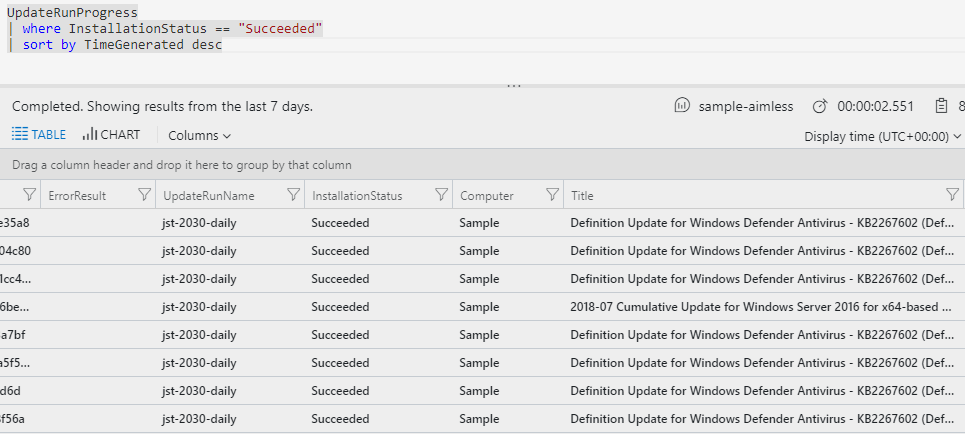 UpdateRunProgress
| where InstallationStatus == "Succeeded"
| sort by TimeGenerated desc
...
Completed. Showing results from the last 7 days. sample-aimless 00:00:02.551 8
TABLE CHART Columns Display time (UTC+00:00)
Drag a column header and drop it here to group by that column
ErrorResult UpdateRunName InstallationStatus Computer Title
e35a8 jst-2030-daily Succeeded Sample Definition Update for Windows Defender Antivirus - KB2267602 (Def...
04c80 jst-2030-daily Succeeded Sample Definition Update for Windows Defender Antivirus - KB2267602 (Def...
1cc4... jst-2030-daily Succeeded Sample Definition Update for Windows Defender Antivirus - KB2267602 (Def...
6be... jst-2030-daily Succeeded Sample 2018-07 Cumulative Update for Windows Server 2016 for x64-based ...
a7bf jst-2030-daily Succeeded Sample Definition Update for Windows Defender Antivirus - KB2267602 (Def...
a5f5... jst-2030-daily Succeeded Sample Definition Update for Windows Defender Antivirus - KB2267602 (Def...
d6d jst-2030-daily Succeeded Sample Definition Update for Windows Defender Antivirus - KB2267602 (Def...
f56a jst-2030-daily Succeeded Sample Definition Update for Windows Defender Antivirus - KB2267602 (Def...